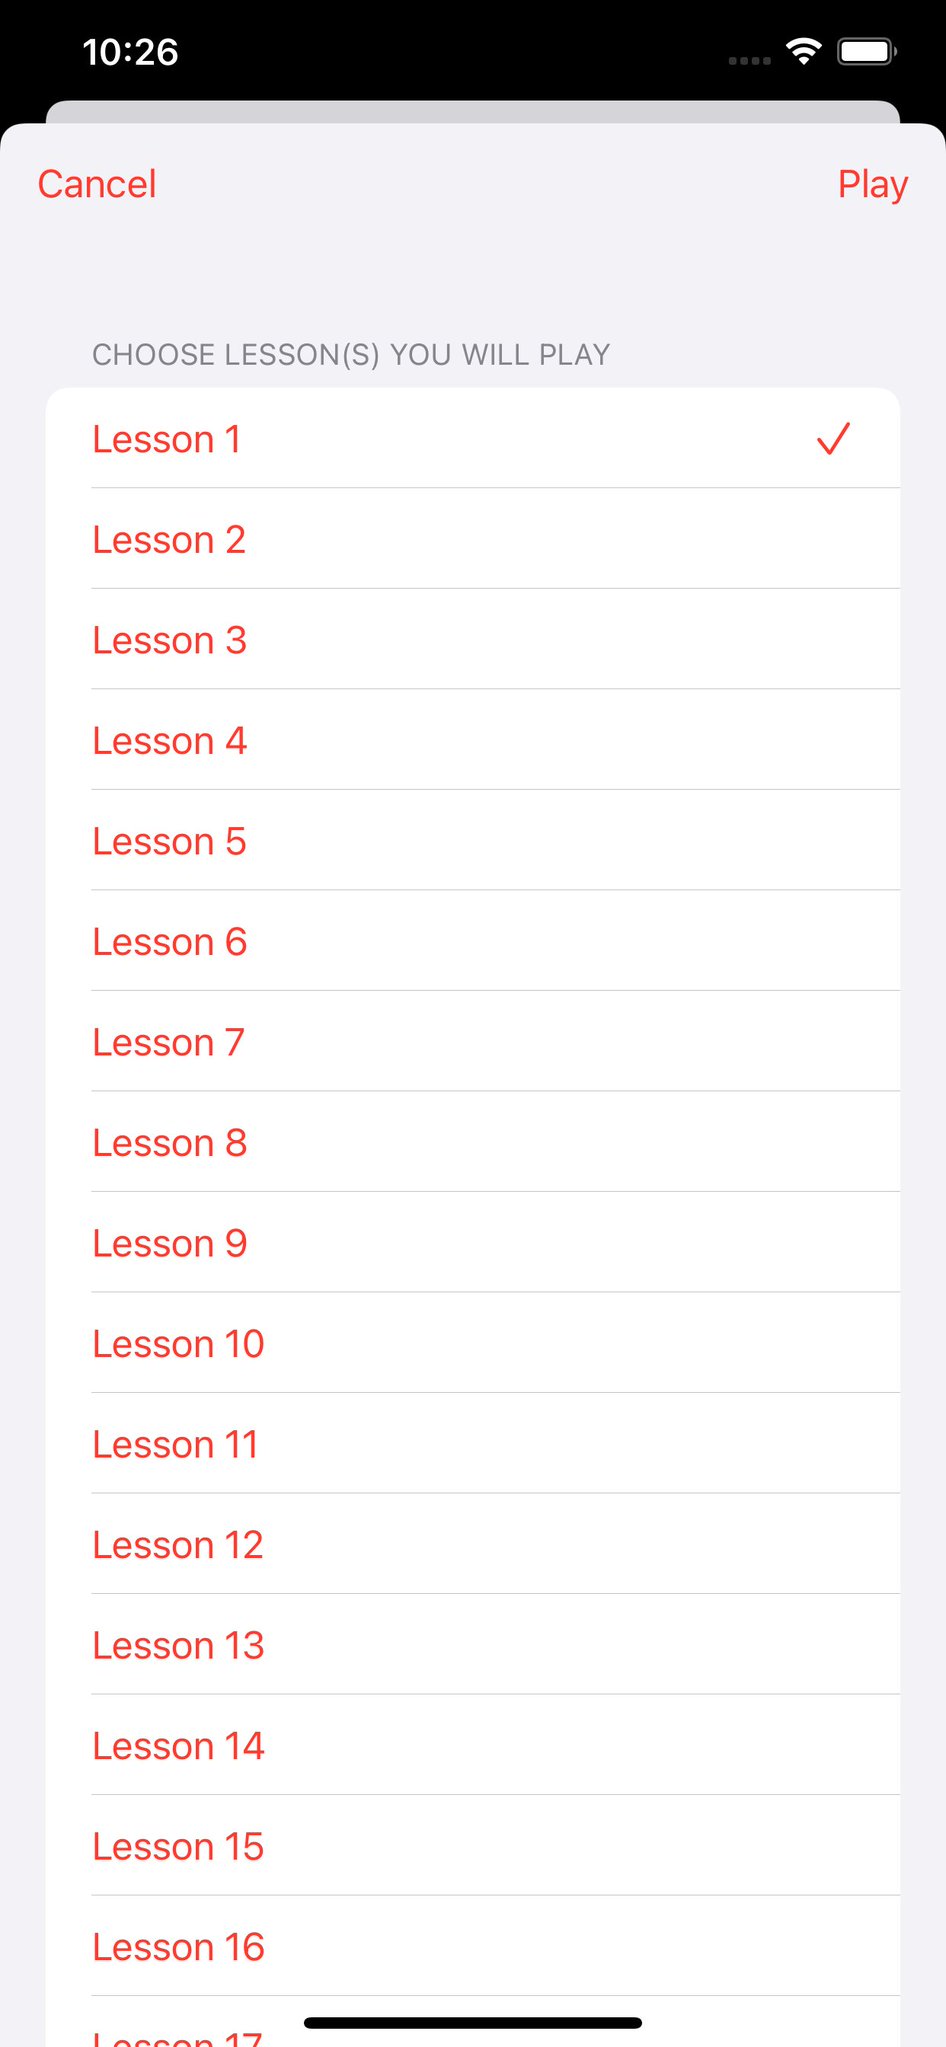 10:26
Cancel
Play
CHOOSE LESSON(S) YOU WILL PLAY
Lesson 1
Lesson 2
Lesson 3
Lesson 4
Lesson 5
Lesson 6
Lesson 7
Lesson 8
Lesson 9
Lesson 10
Lesson 11
Lesson 12
Lesson 13
Lesson 14
Lesson 15
Lesson 16
Lesson 17